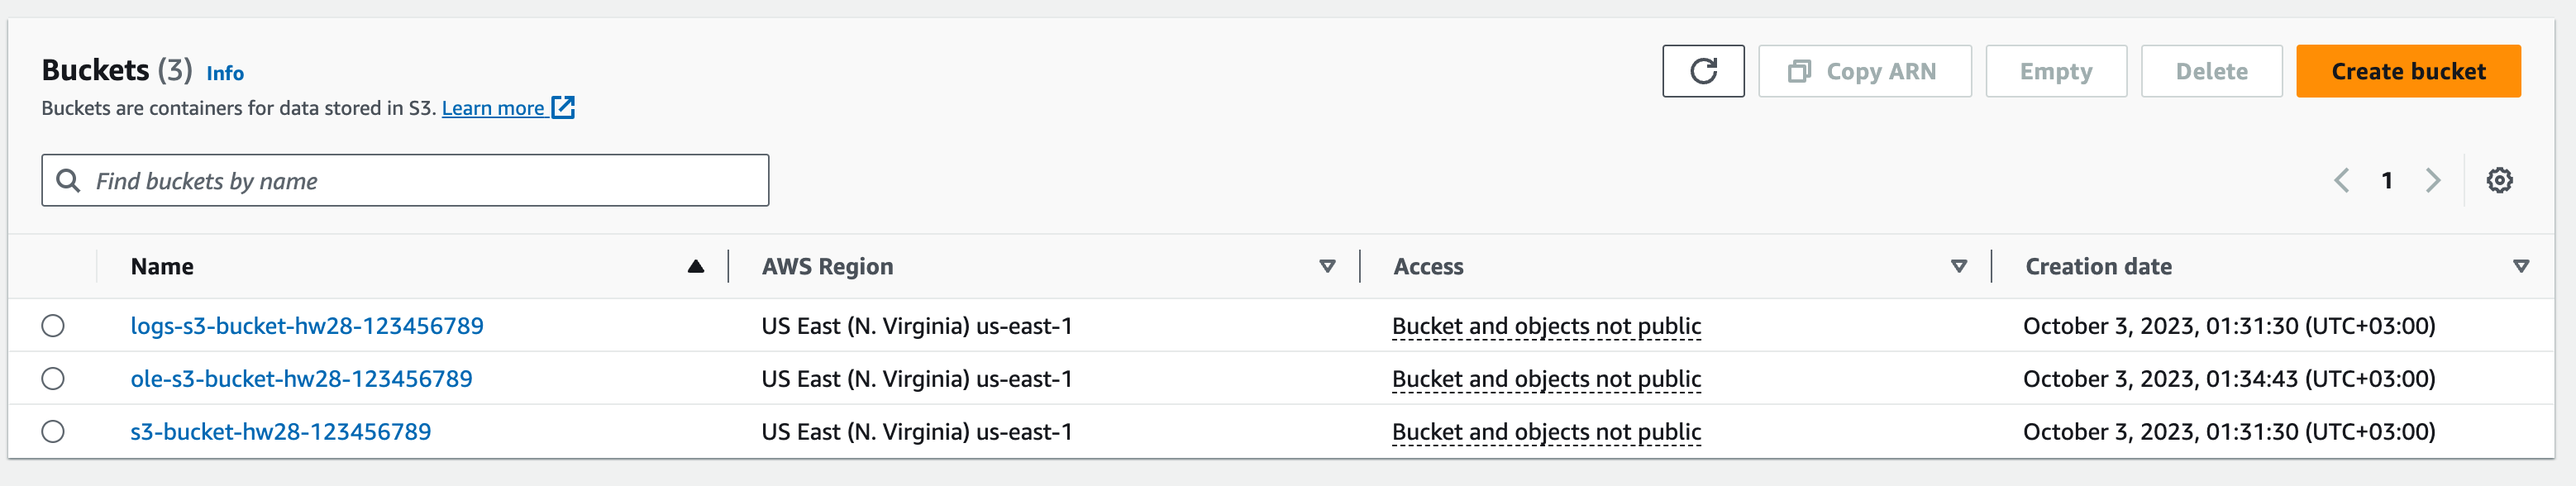 Buckets (3) Info
Buckets are containers for data stored in S3. Learn more
Copy ARN
Empty
Delete
Create bucket
Find buckets by name
1
Name AWS Region Access Creation date
logs-s3-bucket-hw28-123456789 US East (N. Virginia) us-east-1 Bucket and objects not public October 3, 2023, 01:31:30 (UTC+03:00)
ole-s3-bucket-hw28-123456789 US East (N. Virginia) us-east-1 Bucket and objects not public October 3, 2023, 01:34:43 (UTC+03:00)
s3-bucket-hw28-123456789 US East (N. Virginia) us-east-1 Bucket and objects not public October 3, 2023, 01:31:30 (UTC+03:00)